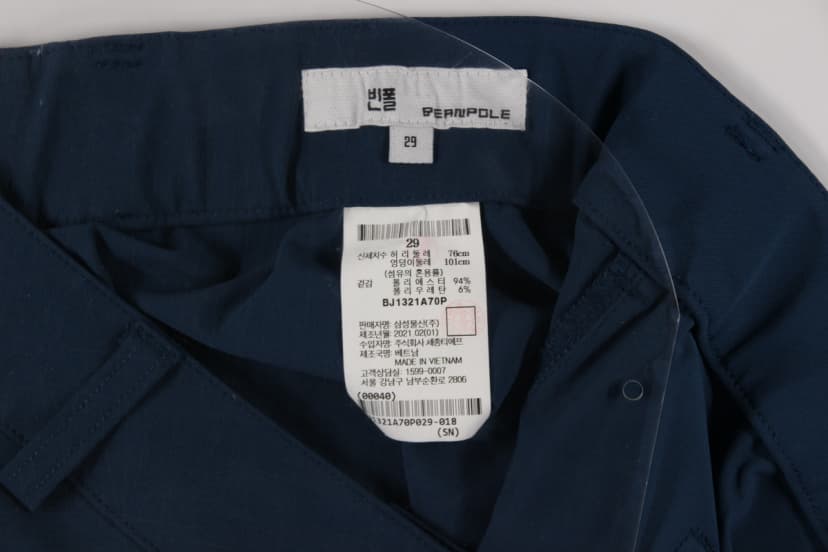 빈폴 BEANPOLE
29
29
신체치수 허리둘레 76cm
엉덩이둘레 101cm
(섬유의 혼용률)
겉감 폴리에스터 94%
폴리우레탄 6%
BJ1321A70P
판매자명: 삼성물산(주)
제조년월: 2021.02(01)
수입자명: 주식회사 세종티에프
제조국명: 베트남
MADE IN VIETNAM
고객상담실: 1599-0007
서울 강남구 남부순환로 2806
(00040)
1321A70P029-018
(SN)